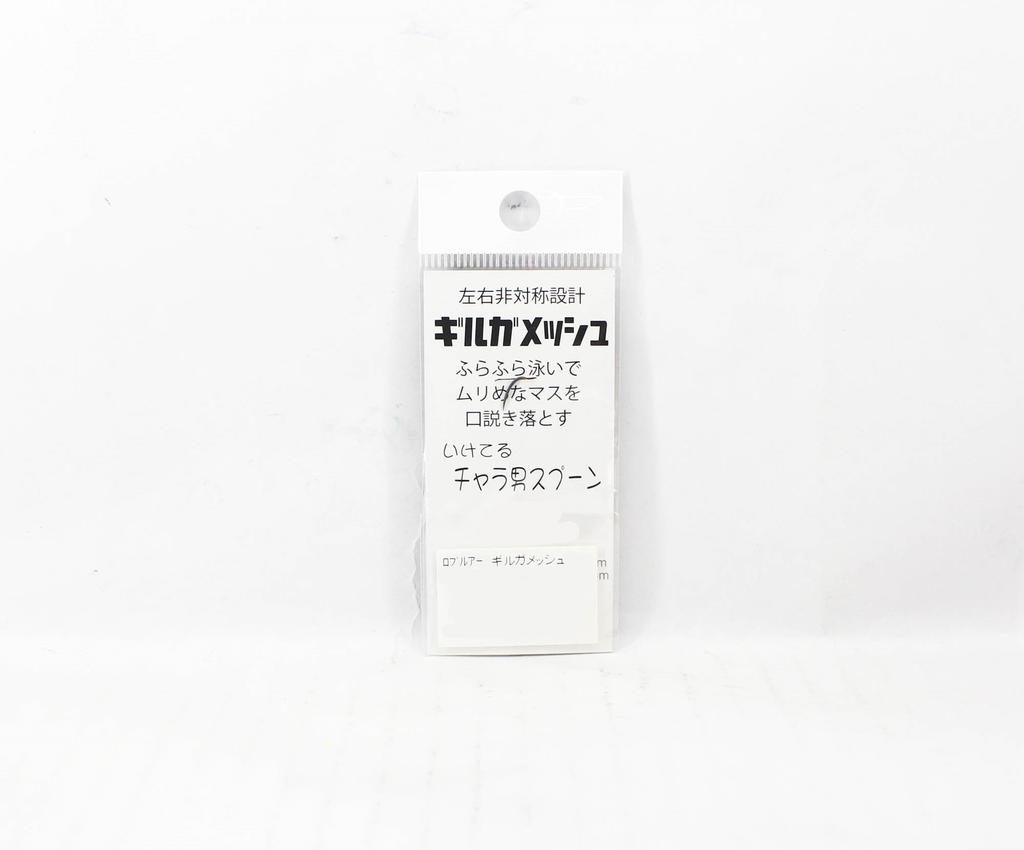 左右非対称設計
ギルガメッシュ
ふらふら泳いで
ムリめなマスを
口説き落とす
いけてる
チャラ男スプーン
ロブルアー ギルガメッシュ
m
m